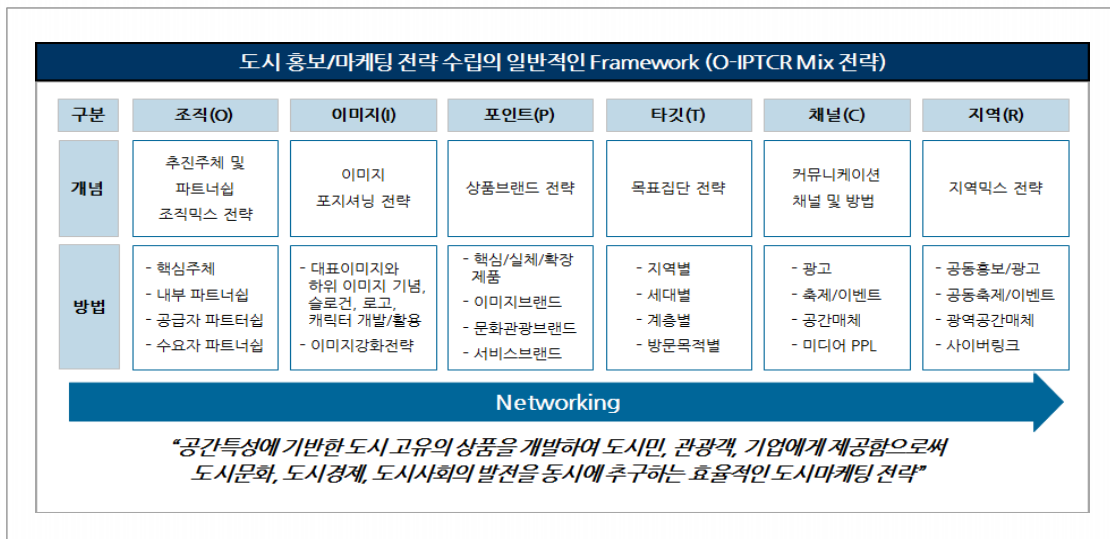 도시 홍보/마케팅 전략 수립의 일반적인 Framework (O-IPTCR Mix 전략)
구분
조직(O)
이미지(I)
포인트(P)
타깃(T)
채널(C)
지역(R)
개념
추진주체 및
파트너쉽
조직믹스 전략
이미지
포지셔닝 전략
상품브랜드 전략
목표집단 전략
커뮤니케이션
채널 및 방법
지역믹스 전략
방법
- 핵심주체
- 내부 파트너쉽
- 공급자 파트터쉽
- 수요자 파트너쉽
- 대표이미지와
하위 이미지 기념,
슬로건, 로고,
캐릭터 개발/활용
- 이미지강화전략
- 핵심/실체/확장
제품
- 이미지브랜드
- 문화관광브랜드
- 서비스브랜드
- 지역별
- 세대별
- 계층별
- 방문목적별
- 광고
- 축제/이벤트
- 공간매체
- 미디어 PPL
- 공동홍보/광고
- 공동축제/이벤트
- 광역공간매체
- 사이버링크
Networking
“공간특성에 기반한 도시 고유의 상품을 개발하여 도시민, 관광객, 기업에게 제공함으로써
도시문화, 도시경제, 도시사회의 발전을 동시에 추구하는 효율적인 도시마케팅 전략”